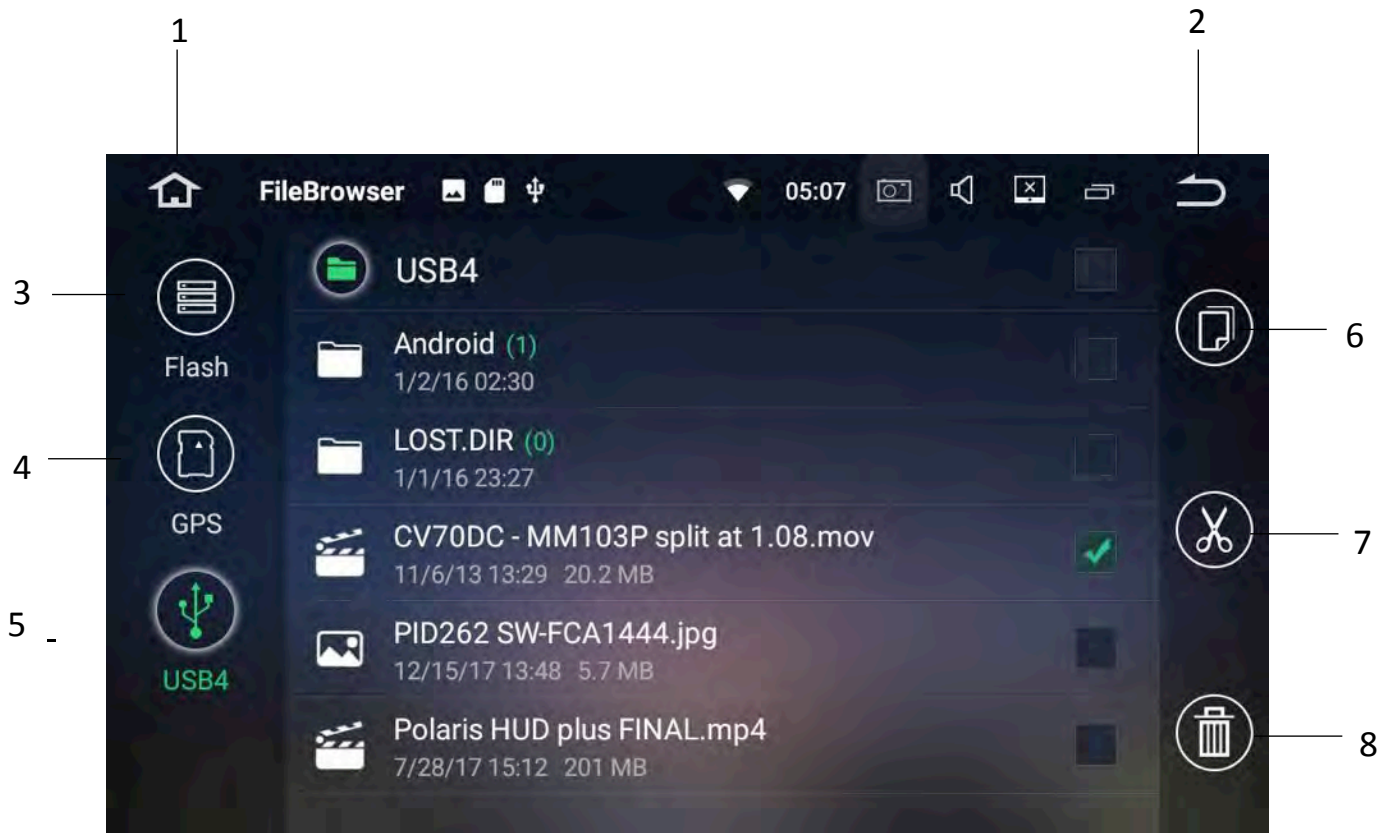 1
2
FileBrowser 05:07
3
Flash
4
GPS
5
USB4
USB4
Android (1)
1/2/16 02:30
LOST.DIR (0)
1/1/16 23:27
CV70DC - MM103P split at 1.08.mov
11/6/13 13:29 20.2 MB
PID262 SW-FCA1444.jpg
12/15/17 13:48 5.7 MB
Polaris HUD plus FINAL.mp4
7/28/17 15:12 201 MB
6
7
8